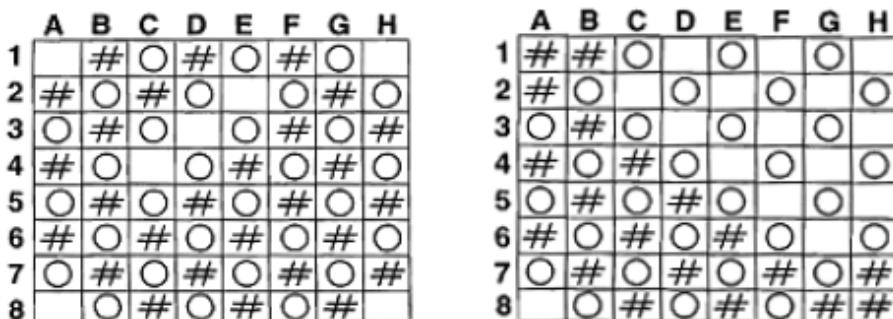 A B C D E F G H
1 # ○ # ○ # ○
2 # ○ # ○ ○ # ○
3 ○ # ○ ○ # ○ #
4 # ○ ○ # ○ # ○
5 ○ # ○ # ○ # ○ #
6 # ○ # ○ # ○ # ○
7 ○ # ○ # ○ # ○ #
8 ○ # ○ # ○ #
A B C D E F G H
1 # # ○ ○ ○
2 # ○ ○ ○ ○
3 ○ # ○ ○ ○
4 # ○ # ○ ○ ○
5 ○ # ○ # ○ ○
6 # ○ # ○ # ○ ○
7 ○ # ○ # ○ # ○ #
8 ○ # ○ # ○ # #